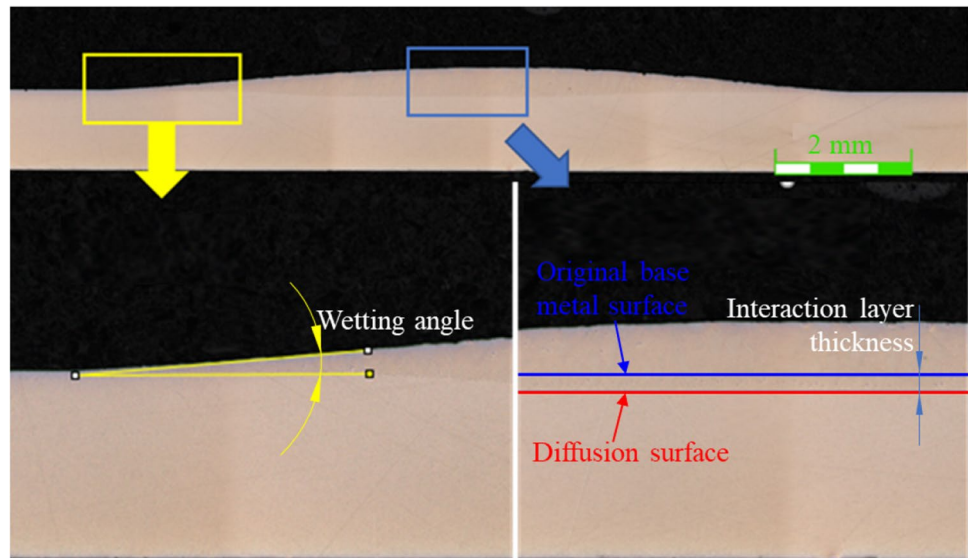 2 mm
Original base
metal surface
Wetting angle
Interaction layer
thickness
Diffusion surface